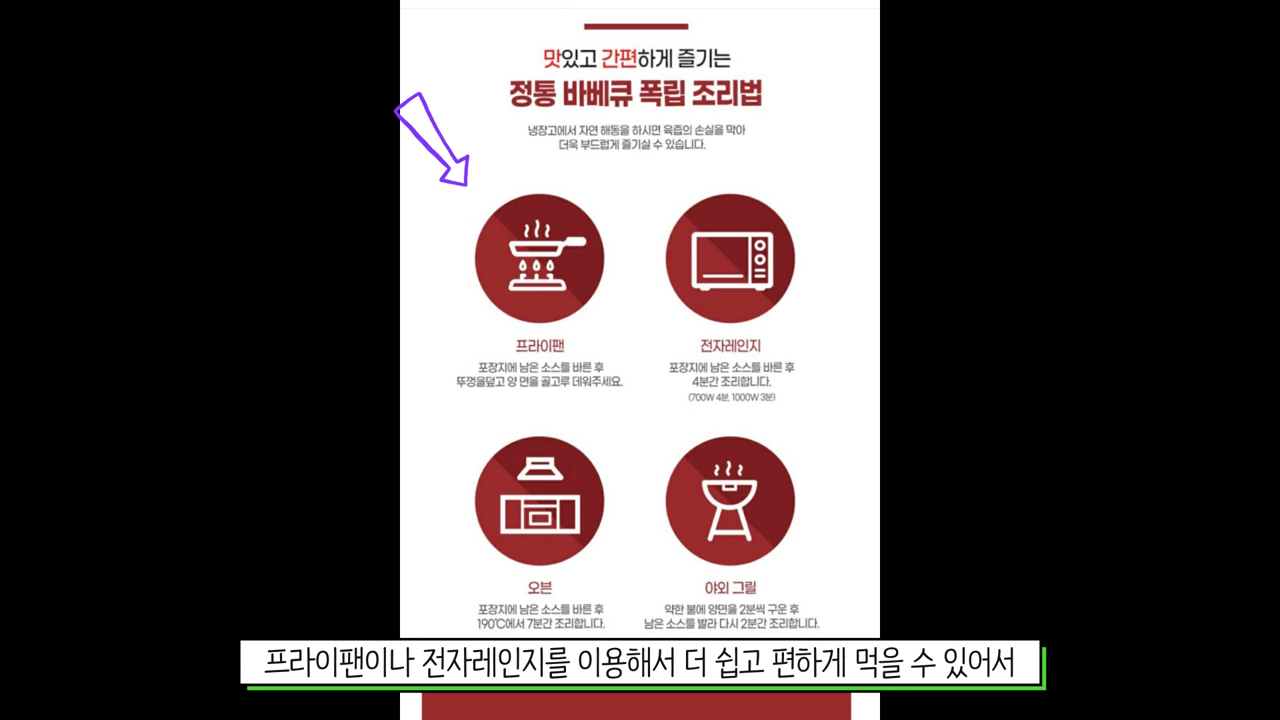 맛있고 간편하게 즐기는
정통 바베큐 폭립 조리법
냉장고에서 자연 해동을 하시면 육즙의 손실을 막아
더욱 부드럽게 즐기실 수 있습니다.
프라이팬
포장지에 남은 소스를 바른 후
뚜껑을덮고 양 면을 골고루 데워주세요.
전자레인지
포장지에 남은 소스를 바른 후
4분간 조리합니다.
(700W 4분, 1000W 3분)
오븐
포장지에 남은 소스를 바른 후
190℃에서 7분간 조리합니다.
야외 그릴
약한 불에 양면을 2분씩 구운 후
남은 소스를 발라 다시 2분간 조리합니다.
프라이팬이나 전자레인지를 이용해서 더 쉽고 편하게 먹을 수 있어서